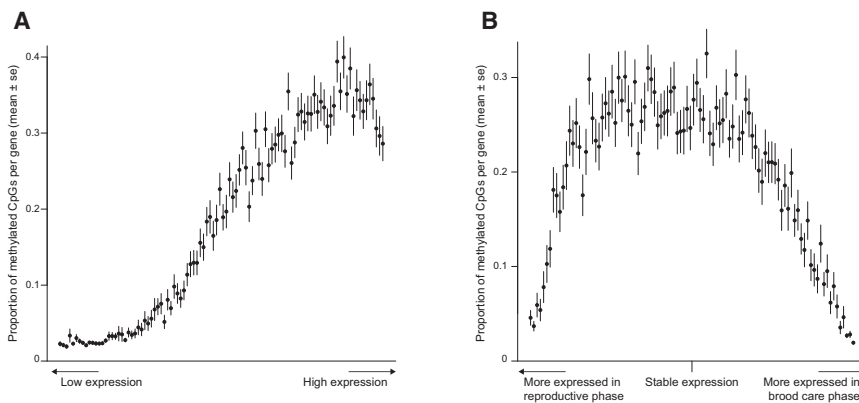 A
Proportion of methylated CpGs per gene (mean ± se)
0.4
0.3
0.2
0.1
0
Low expression
High expression
B
Proportion of methylated CpGs per gene (mean ± se)
0.3
0.2
0.1
0
More expressed in
reproductive phase
Stable expression
More expressed in
brood care phase